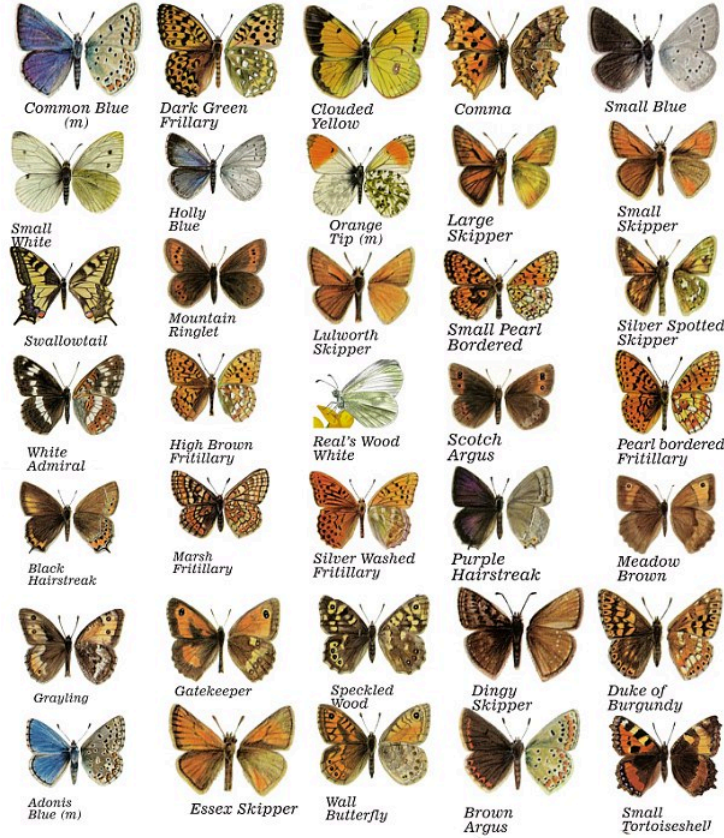 Common Blue
(m)
Dark Green
Frillary
Clouded
Yellow
Comma
Small Blue
Small
White
Holly
Blue
Orange
Tip (m)
Large
Skipper
Small
Skipper
Swallowtail
Mountain
Ringlet
Lulworth
Skipper
Small Pearl
Bordered
Silver Spotted
Skipper
White
Admiral
High Brown
Fritillary
Real's Wood
White
Scotch
Argus
Pearl bordered
Fritillary
Black
Hairstreak
Marsh
Fritillary
Silver Washed
Fritillary
Purple
Hairstreak
Meadow
Brown
Grayling
Gatekeeper
Speckled
Wood
Dingy
Skipper
Duke of
Burgundy
Adonis
Blue (m)
Essex Skipper
Wall
Butterfly
Brown
Argus
Small
Tortoiseshell